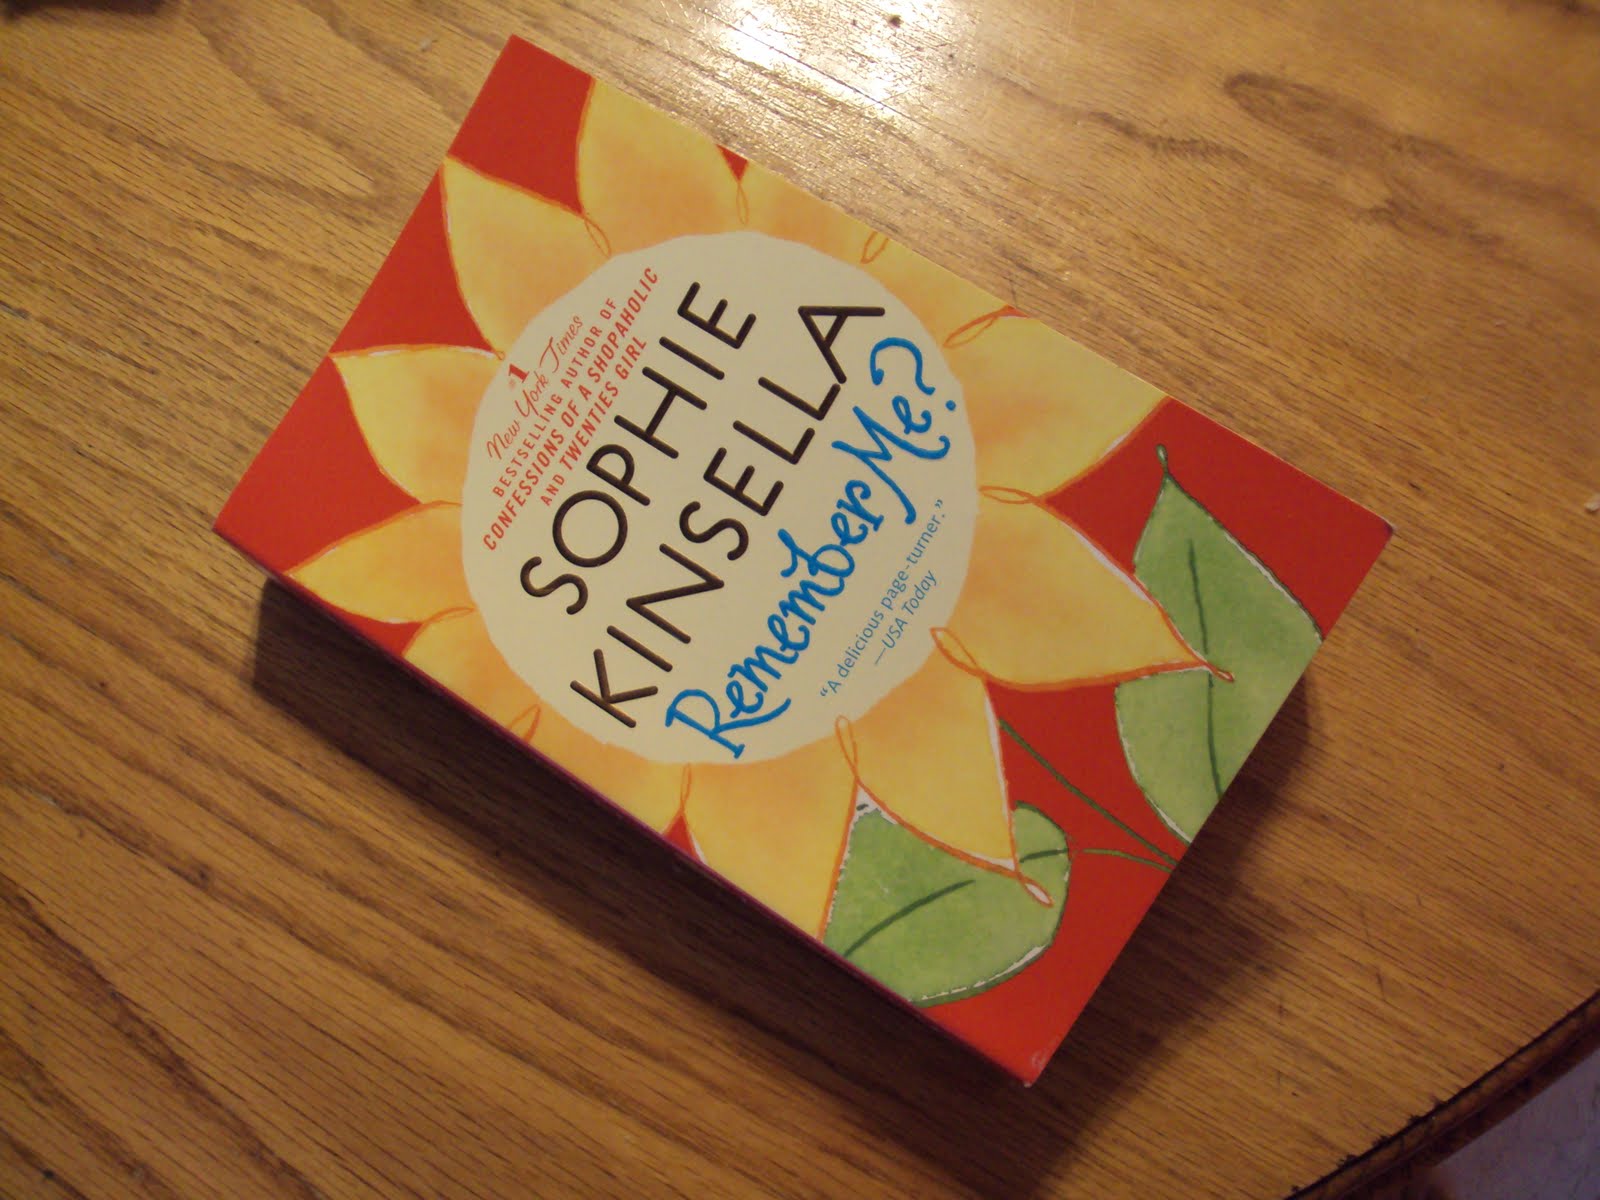 #1
New York Times
BESTSELLING AUTHOR OF
CONFESSIONS OF A SHOPAHOLIC
AND TWENTIES GIRL
SOPHIE
KINSELLA
Remember Me?
“A delicious page-turner.”
—USA Today